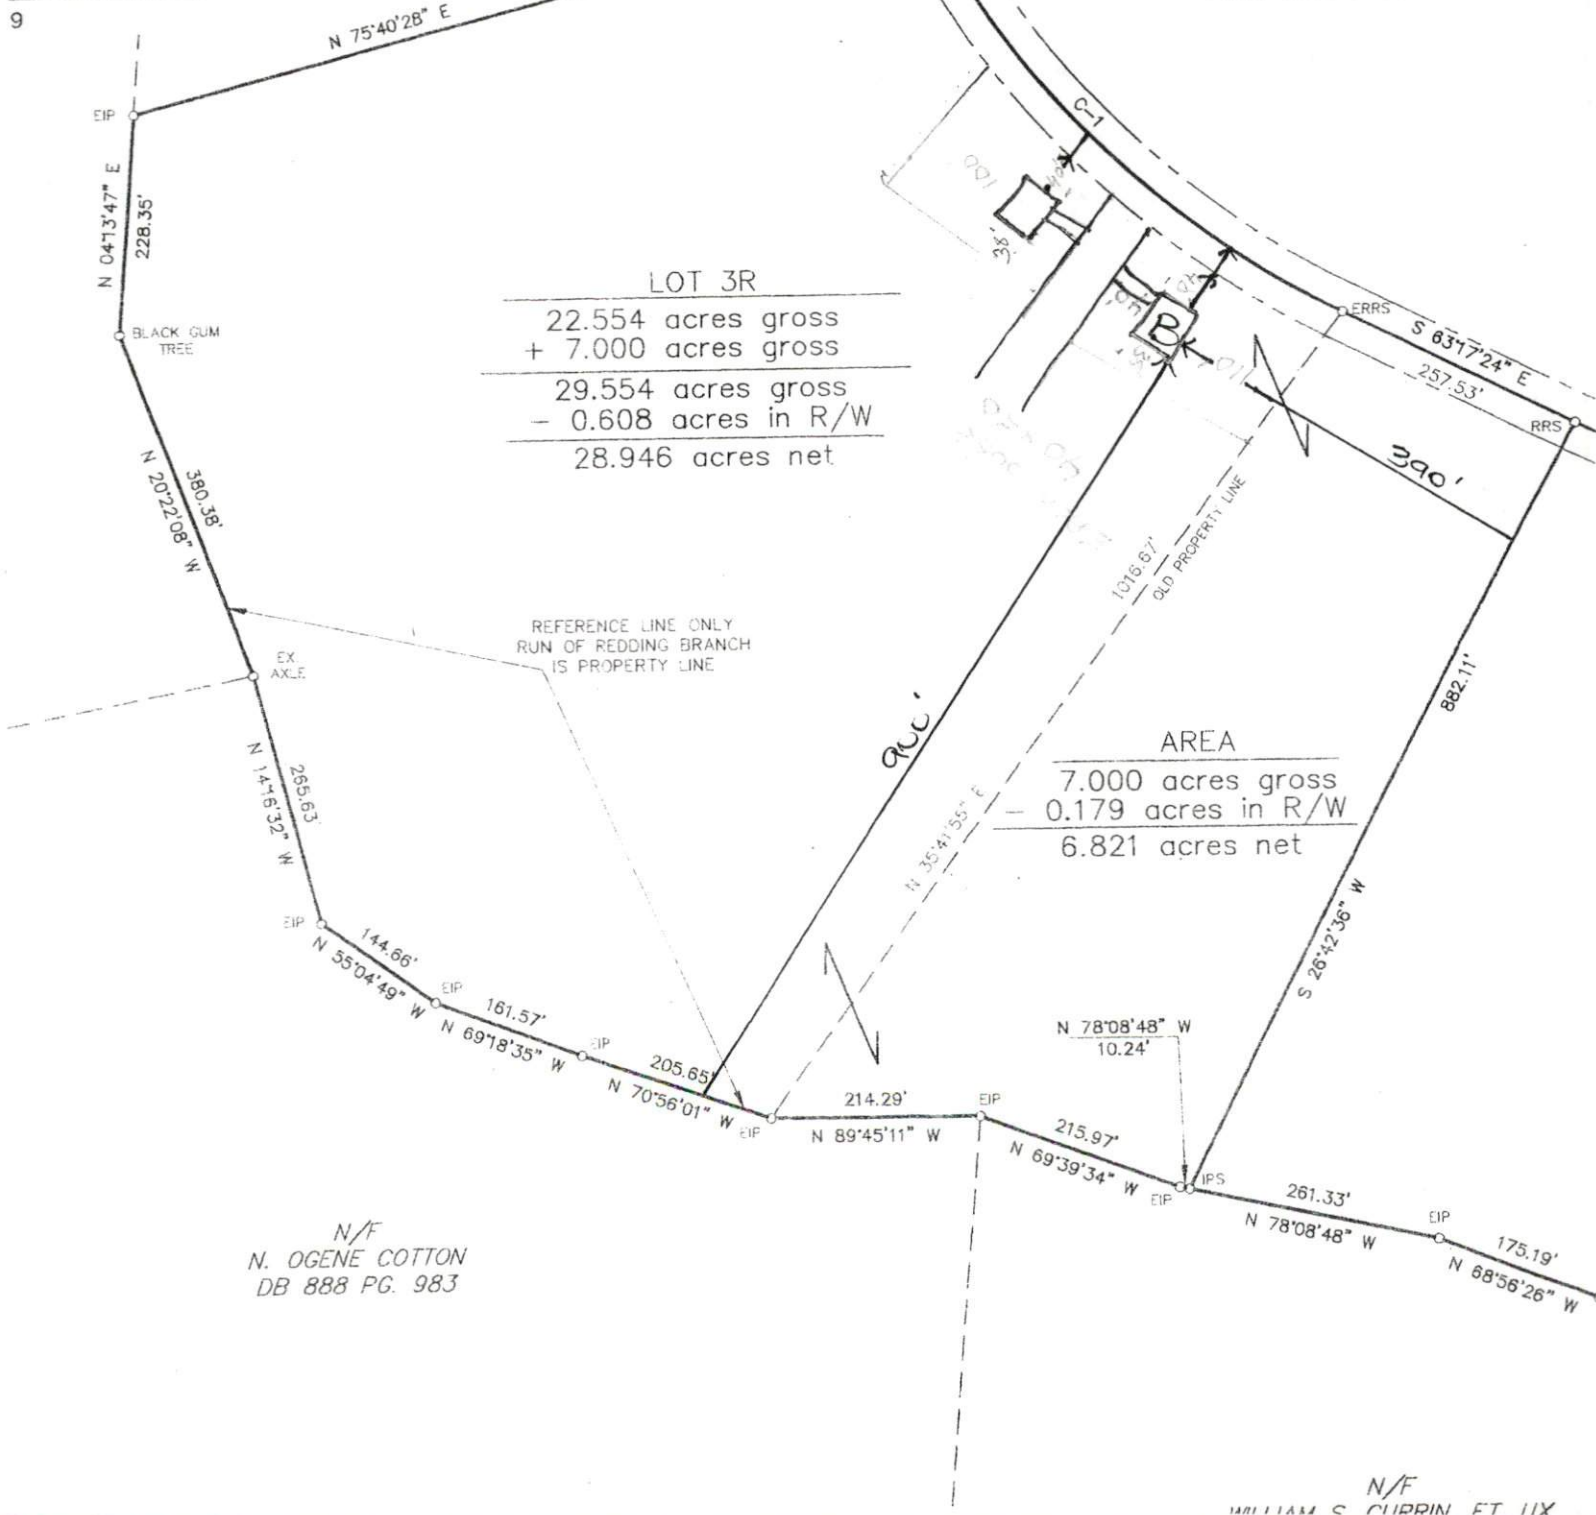 9
N 75°40'28" E
EIP
N 04°13'47" E
228.35'
C-1
100
40'
38'
LOT 3R
22.554 acres gross
+ 7.000 acres gross
29.554 acres gross
- 0.608 acres in R/W
28.946 acres net
BLACK GUM
TREE
40'
B
ERRS
S 63°17'24" E
257.53'
RRS
390'
N 20°22'08" W
380.38'
1016.67'
OLD PROPERTY LINE
REFERENCE LINE ONLY
RUN OF REDDING BRANCH
IS PROPERTY LINE
EX
AXLE
882.11'
900'
N 14°16'32" W
265.63'
AREA
7.000 acres gross
- 0.179 acres in R/W
6.821 acres net
N 35°41'55" E
EIP
144.66'
N 55°04'49" W
S 26°42'36" W
EIP
161.57'
N 69°18'35" W
EIP
205.65'
N 70°56'01" W
EIP
214.29'
N 89°45'11" W
EIP
N 78°08'48" W
10.24'
215.97'
N 69°39'34" W
EIP
IPS
261.33'
N 78°08'48" W
EIP
175.19'
N 68°56'26" W
N/F
N. OGENE COTTON
DB 888 PG. 983
N/F
WILLIAM S. CURRIN, ET UX